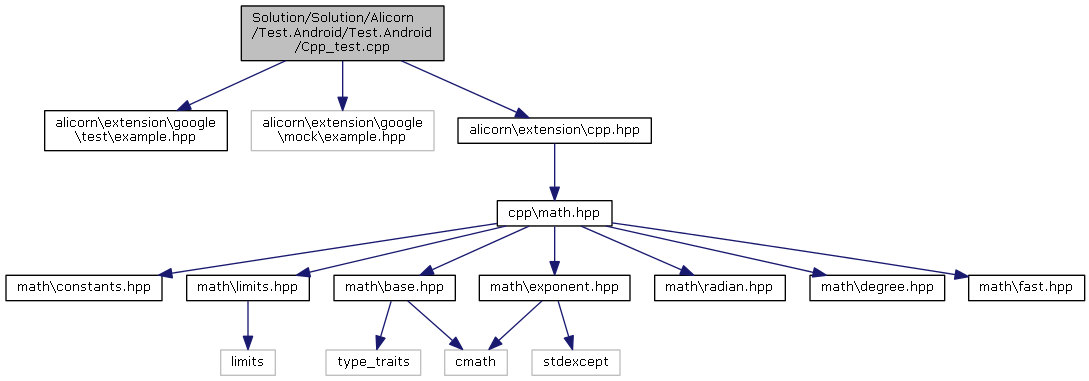 Solution/Solution/Alicorn
/Test.Android/Test.Android
/Cpp_test.cpp
alicorn\extension\google
\test\example.hpp
alicorn\extension\google
\mock\example.hpp
alicorn\extension\cpp.hpp
cpp\math.hpp
math\constants.hpp
math\limits.hpp
math\base.hpp
math\exponent.hpp
math\radian.hpp
math\degree.hpp
math\fast.hpp
limits
type_traits
cmath
stdexcept